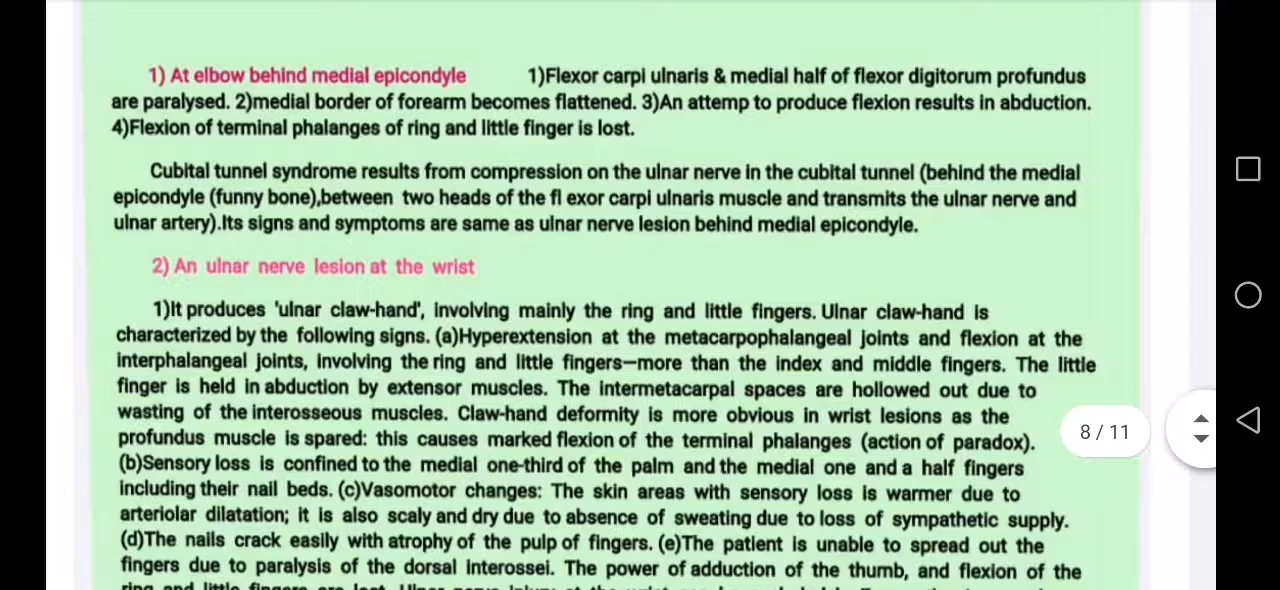 1) At elbow behind medial epicondyle 1)Flexor carpi ulnaris & medial half of flexor digitorum profundus
are paralysed. 2)medial border of forearm becomes flattened. 3)An attemp to produce flexion results in abduction.
4)Flexion of terminal phalanges of ring and little finger is lost.
Cubital tunnel syndrome results from compression on the ulnar nerve in the cubital tunnel (behind the medial
epicondyle (funny bone),between two heads of the fl exor carpi ulnaris muscle and transmits the ulnar nerve and
ulnar artery).Its signs and symptoms are same as ulnar nerve lesion behind medial epicondyle.
2) An ulnar nerve lesion at the wrist
1)It produces 'ulnar claw-hand', involving mainly the ring and little fingers. Ulnar claw-hand is
characterized by the following signs. (a)Hyperextension at the metacarpophalangeal joints and flexion at the
interphalangeal joints, involving the ring and little fingers—more than the index and middle fingers. The little
finger is held in abduction by extensor muscles. The intermetacarpal spaces are hollowed out due to
wasting of the interosseous muscles. Claw-hand deformity is more obvious in wrist lesions as the
profundus muscle is spared: this causes marked flexion of the terminal phalanges (action of paradox).
(b)Sensory loss is confined to the medial one-third of the palm and the medial one and a half fingers
including their nail beds. (c)Vasomotor changes: The skin areas with sensory loss is warmer due to
arteriolar dilatation; it is also scaly and dry due to absence of sweating due to loss of sympathetic supply.
(d)The nails crack easily with atrophy of the pulp of fingers. (e)The patient is unable to spread out the
fingers due to paralysis of the dorsal interossei. The power of adduction of the thumb, and flexion of the
ring and little fingers are lost. Ulnar nerve injury at the wrist
8 / 11